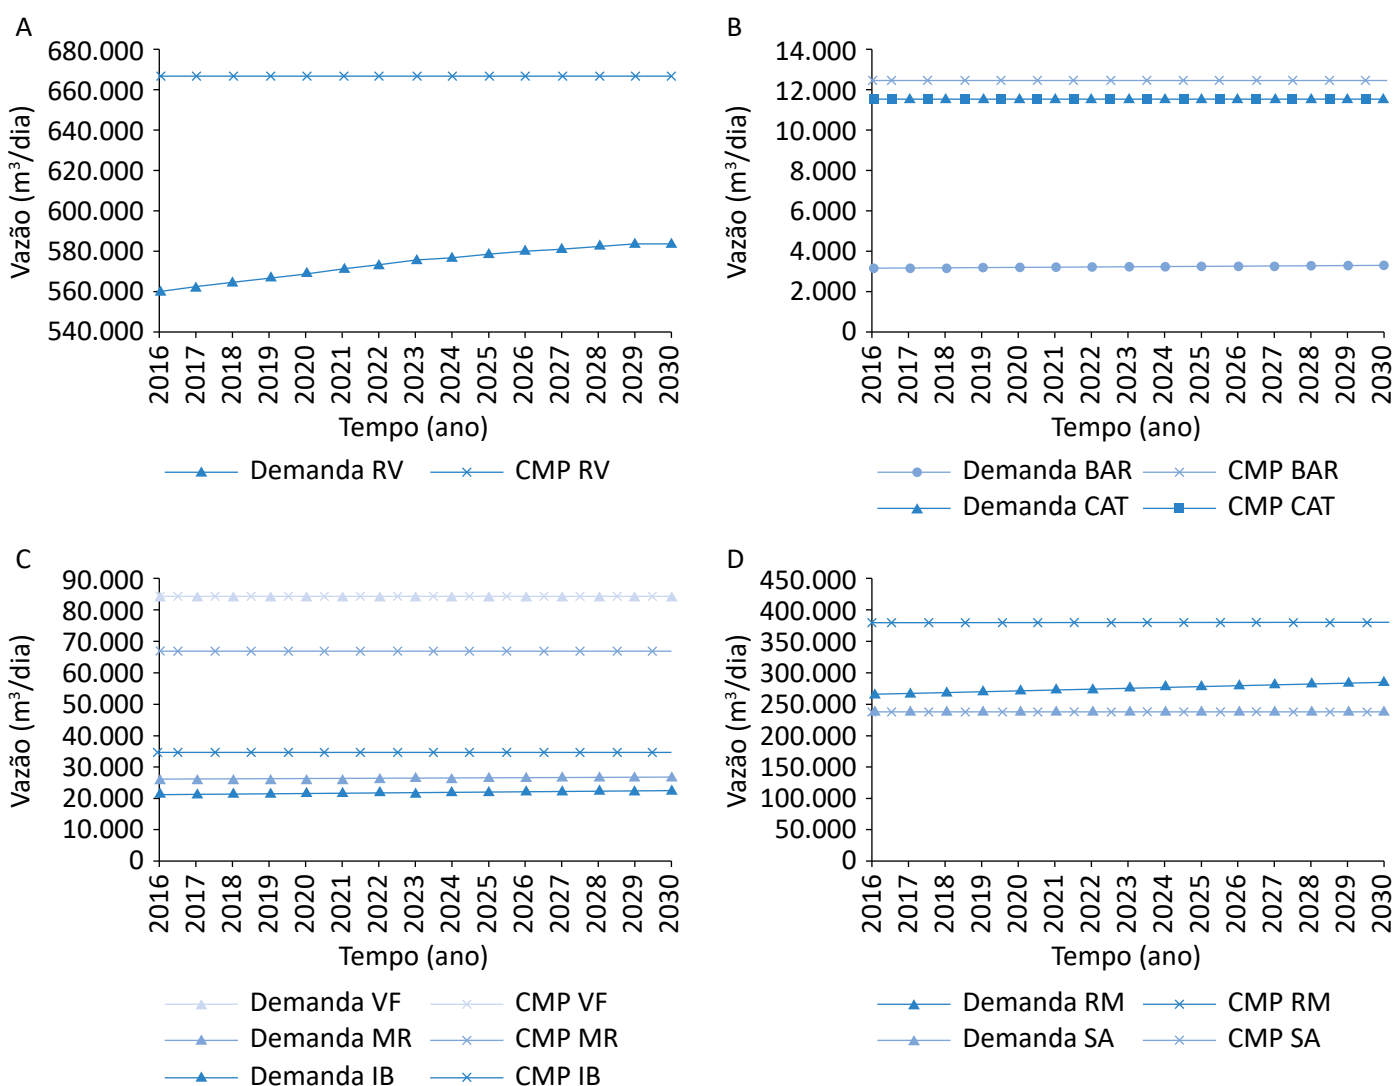 A
680.000
660.000
640.000
620.000
600.000
580.000
560.000
540.000
Vazão (m³/dia)
2016 2017 2018 2019 2020 2021 2022 2023 2024 2025 2026 2027 2028 2029 2030
Tempo (ano)
Demanda RV CMP RV
B
14.000
12.000
10.000
8.000
6.000
4.000
2.000
0
Vazão (m³/dia)
2016 2017 2018 2019 2020 2021 2022 2023 2024 2025 2026 2027 2028 2029 2030
Tempo (ano)
Demanda BAR CMP BAR
Demanda CAT CMP CAT
C
90.000
80.000
70.000
60.000
50.000
40.000
30.000
20.000
10.000
0
Vazão (m³/dia)
2016 2017 2018 2019 2020 2021 2022 2023 2024 2025 2026 2027 2028 2029 2030
Tempo (ano)
Demanda VF CMP VF
Demanda MR CMP MR
Demanda IB CMP IB
D
450.000
400.000
350.000
300.000
250.000
200.000
150.000
100.000
50.000
0
Vazão (m³/dia)
2016 2017 2018 2019 2020 2021 2022 2023 2024 2025 2026 2027 2028 2029 2030
Tempo (ano)
Demanda RM CMP RM
Demanda SA CMP SA